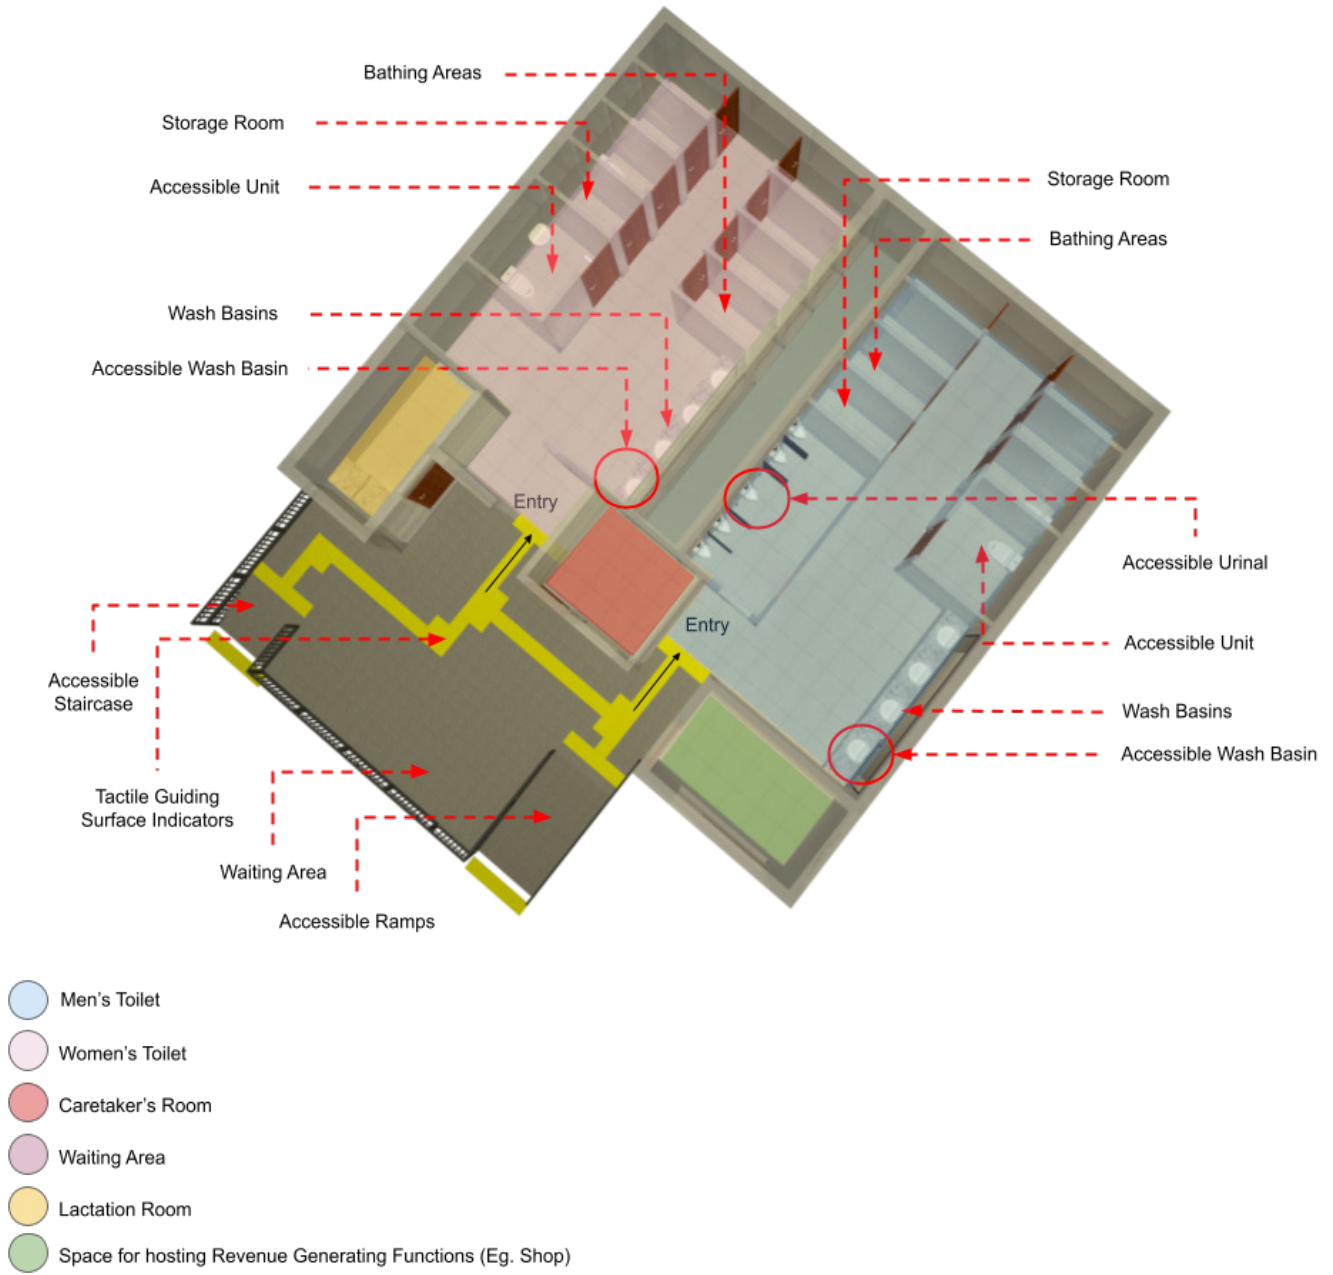 Bathing Areas
Storage Room
Accessible Unit
Storage Room
Bathing Areas
Wash Basins
Accessible Wash Basin
Entry
Accessible Urinal
Entry
Accessible Unit
Accessible
Staircase
Wash Basins
Accessible Wash Basin
Tactile Guiding
Surface Indicators
Waiting Area
Accessible Ramps
Men's Toilet
Women's Toilet
Caretaker's Room
Waiting Area
Lactation Room
Space for hosting Revenue Generating Functions (Eg. Shop)